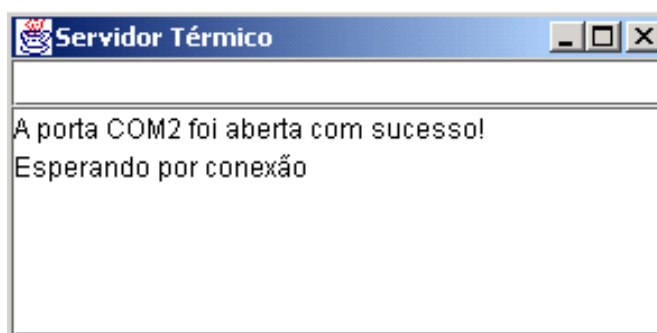 Servidor Térmico
A porta COM2 foi aberta com sucesso!
Esperando por conexão